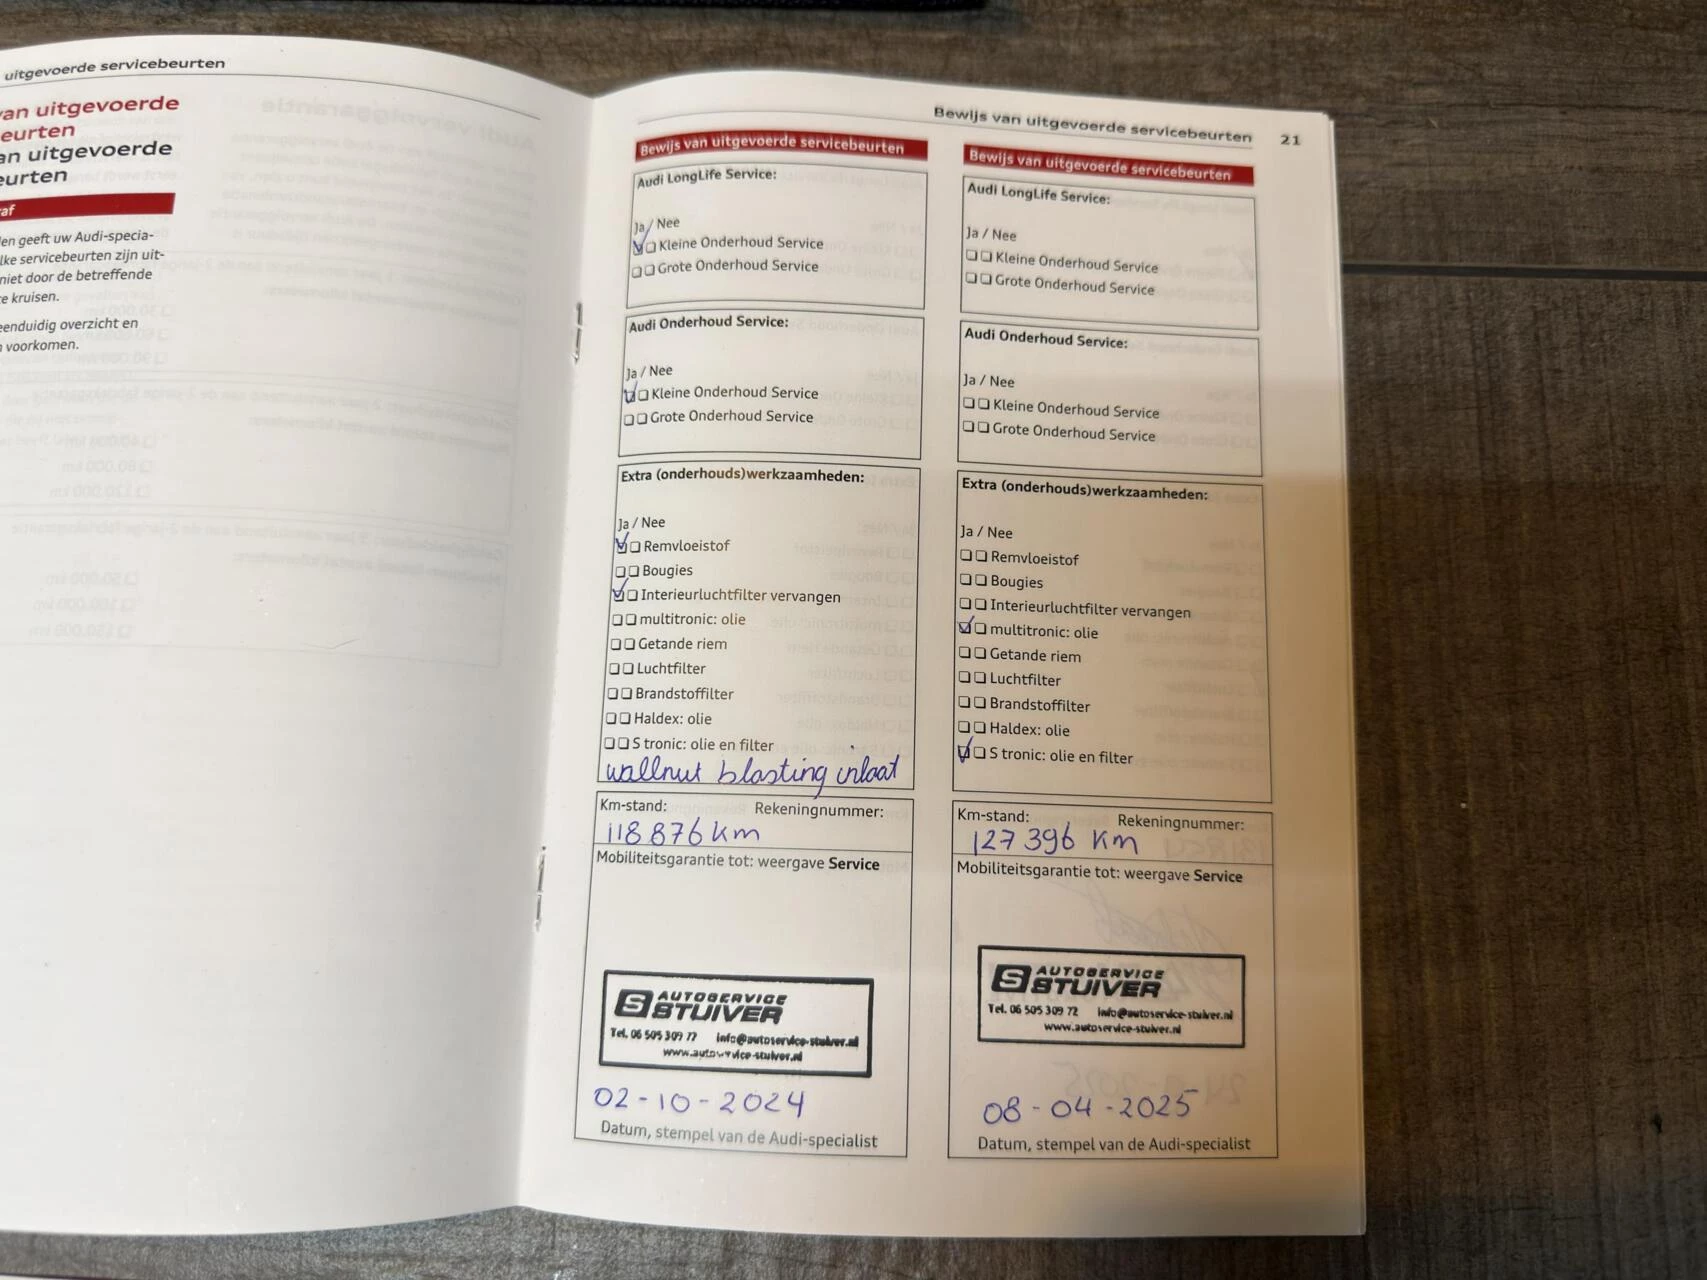 uitgevoerde servicebeurten
van uitgevoerde
beurten
an uitgevoerde
eurten
af
len geeft uw Audi-specia-
lke servicebeurten zijn uit-
niet door de betreffende
e kruisen.
eenduidig overzicht en
n voorkomen.
Bewijs van uitgevoerde servicebeurten 21
Bewijs van uitgevoerde servicebeurten
Audi LongLife Service:
Ja / Nee
Kleine Onderhoud Service
Grote Onderhoud Service
Audi Onderhoud Service:
Ja / Nee
Kleine Onderhoud Service
Grote Onderhoud Service
Extra (onderhouds)werkzaamheden:
Ja / Nee
Remvloeistof
Bougies
Interieurluchtfilter vervangen
multitronic: olie
Getande riem
Luchtfilter
Brandstoffilter
Haldex: olie
S tronic: olie en filter
wallnut blasting inlaat
Km-stand: Rekeningnummer:
118 876 km
Mobiliteitsgarantie tot: weergave Service
S AUTOSERVICE
STUIVER
Tel. 06 505 309 72 info@autoservice-stuiver.nl
www.autoservice-stuiver.nl
02-10-2024
Datum, stempel van de Audi-specialist
Bewijs van uitgevoerde servicebeurten
Audi LongLife Service:
Ja / Nee
Kleine Onderhoud Service
Grote Onderhoud Service
Audi Onderhoud Service:
Ja / Nee
Kleine Onderhoud Service
Grote Onderhoud Service
Extra (onderhouds)werkzaamheden:
Ja / Nee
Remvloeistof
Bougies
Interieurluchtfilter vervangen
multitronic: olie
Getande riem
Luchtfilter
Brandstoffilter
Haldex: olie
S tronic: olie en filter
Km-stand: Rekeningnummer:
127 396 Km
Mobiliteitsgarantie tot: weergave Service
S AUTOSERVICE
STUIVER
Tel. 06 505 309 72 info@autoservice-stuiver.nl
www.autoservice-stuiver.nl
08-04-2025
Datum, stempel van de Audi-specialist